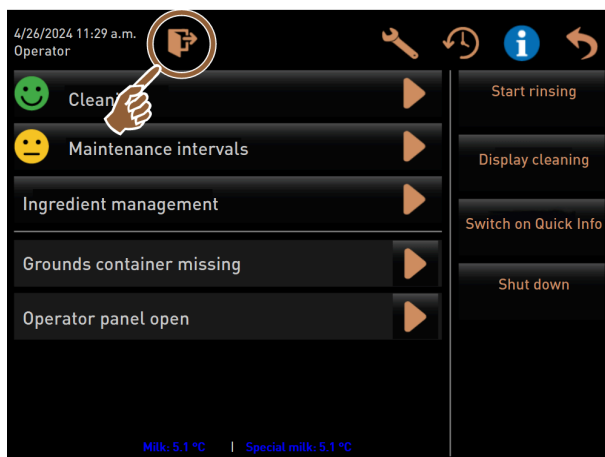 4/26/2024 11:29 a.m.
Operator
Start rinsing
Maintenance intervals
Display cleaning
Ingredient management
Switch on Quick Info
Grounds container missing
Shut down
Operator panel open
Milk: 5.1 °C | Special milk: 5.1 °C